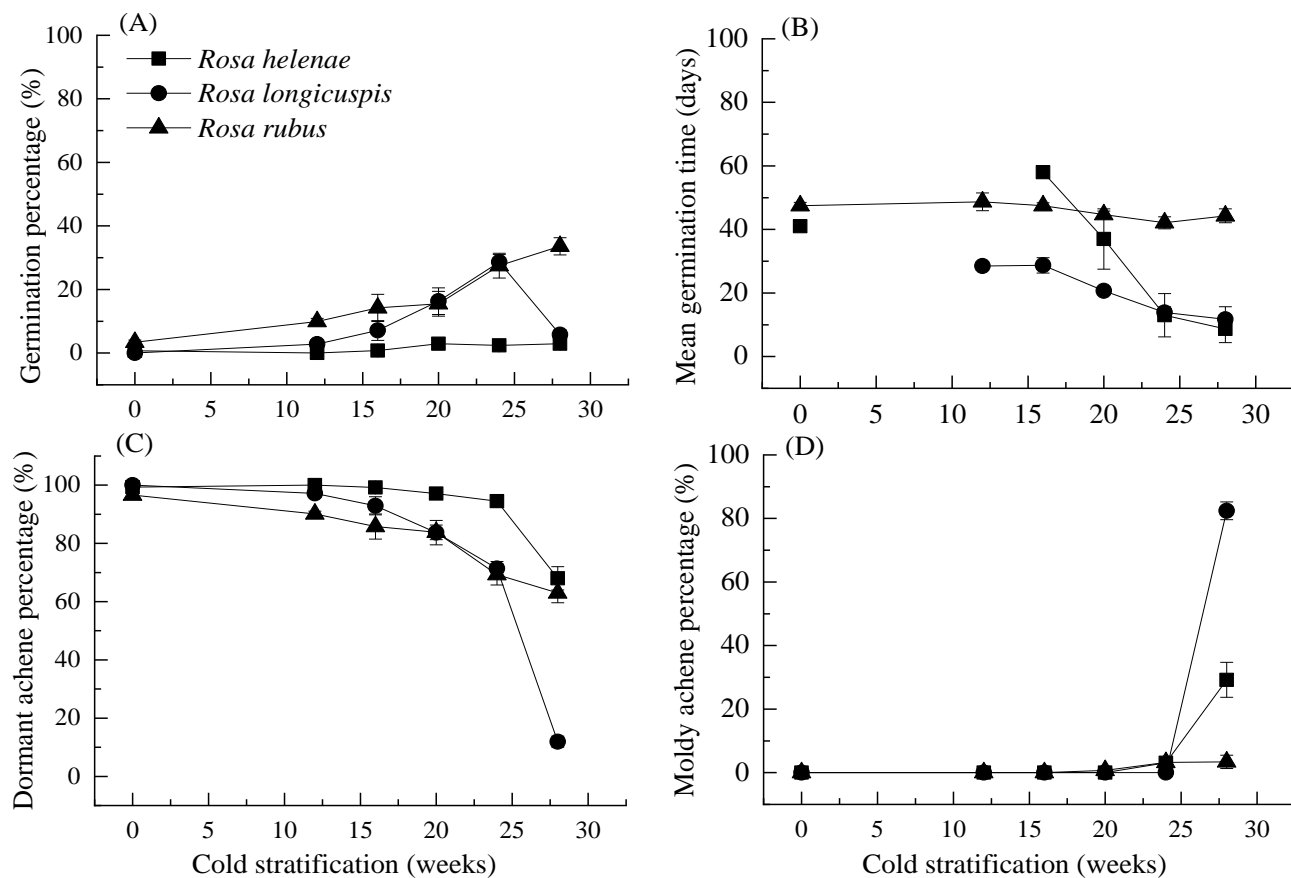 (A)
Germination percentage (%)
100
80
60
40
20
0
Rosa helenae
Rosa longicuspis
Rosa rubus
0 5 10 15 20 25 30
(B)
Mean germination time (days)
100
80
60
40
20
0
0 5 10 15 20 25 30
(C)
Dormant achene percentage (%)
100
80
60
40
20
0
0 5 10 15 20 25 30
Cold stratification (weeks)
(D)
Moldy achene percentage (%)
100
80
60
40
20
0
0 5 10 15 20 25 30
Cold stratification (weeks)